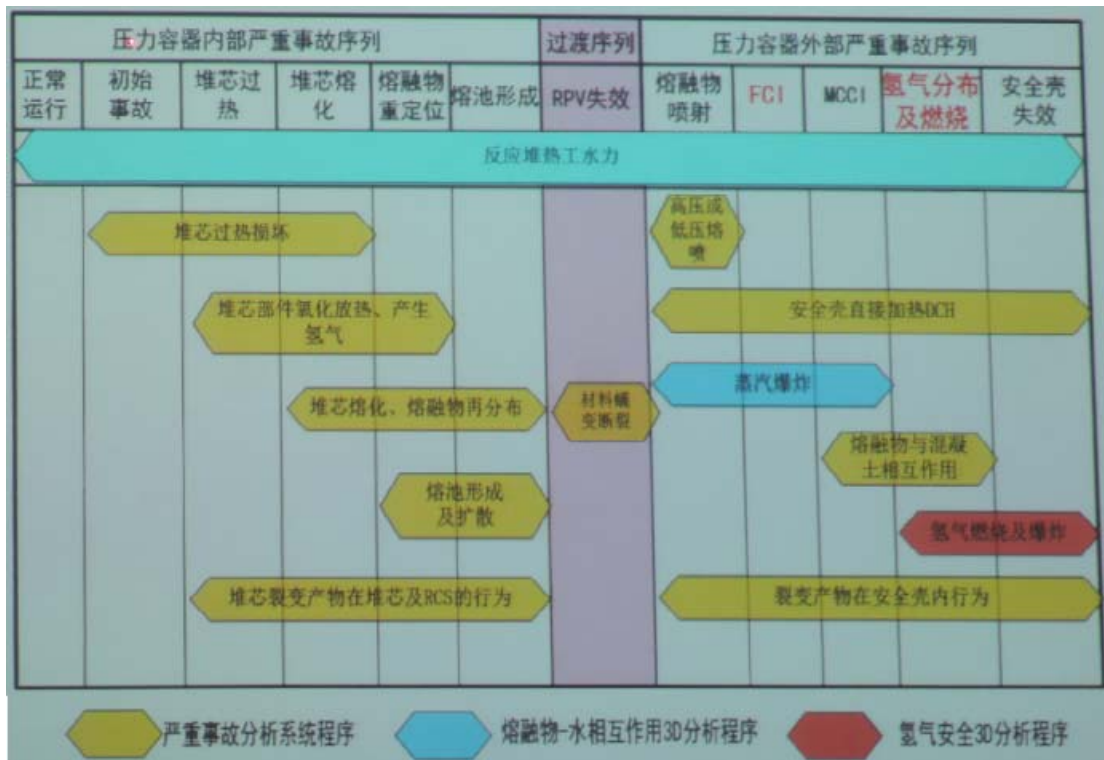 压力容器内部严重事故序列
过渡序列
压力容器外部严重事故序列
正常
运行
初始
事故
堆芯过
热
堆芯熔
化
熔融物
重定位
熔池形成
RPV失效
熔融物
喷射
FCI
MCCI
氢气分布
及燃烧
安全壳
失效
反应堆热工水力
堆芯过热损坏
高压或
低压熔
喷
堆芯部件氧化放热、产生
氢气
安全壳直接加热DCH
堆芯熔化、熔融物再分布
材料蠕
变断裂
蒸汽爆炸
熔池形成
及扩散
熔融物与混凝
土相互作用
氢气燃烧及爆炸
堆芯裂变产物在堆芯及RCS的行为
裂变产物在安全壳内行为
严重事故分析系统程序
熔融物-水相互作用3D分析程序
氢气安全3D分析程序